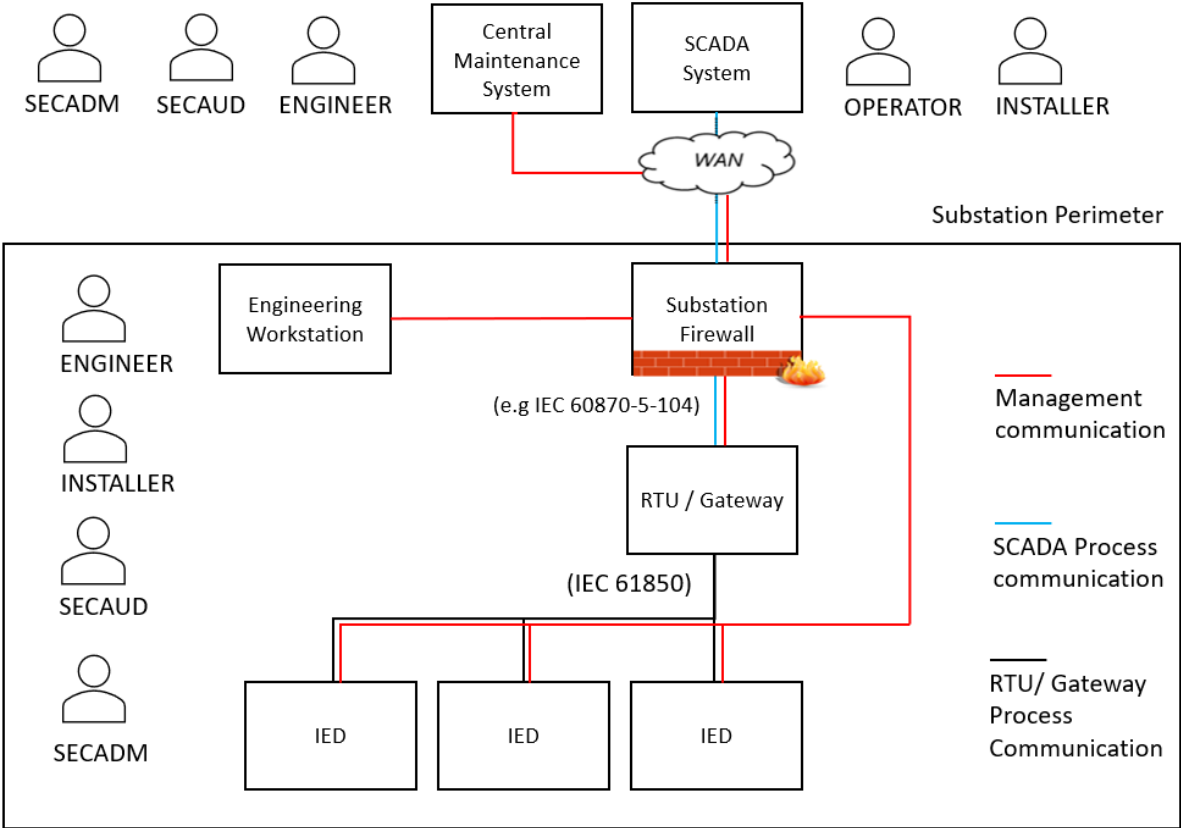 Central
Maintenance
System
SCADA
System
SECADM
SECAUD
ENGINEER
OPERATOR
INSTALLER
WAN
Substation Perimeter
Engineering
Workstation
Substation
Firewall
ENGINEER
(e.g IEC 60870-5-104)
Management
communication
INSTALLER
RTU / Gateway
SCADA Process
communication
(IEC 61850)
SECAUD
RTU/ Gateway
Process
Communication
IED
IED
IED
SECADM